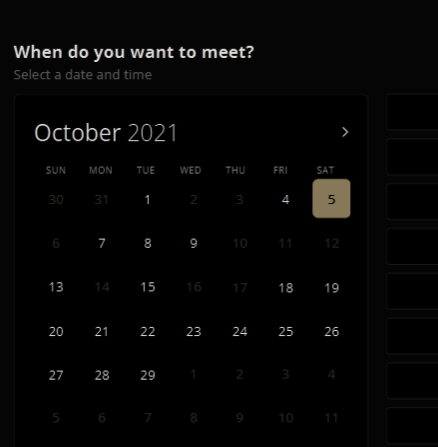 When do you want to meet?
Select a date and time
October 2021
SUN MON TUE WED THU FRI SAT
30 31 1 2 3 4 5
6 7 8 9 10 11 12
13 14 15 16 17 18 19
20 21 22 23 24 25 26
27 28 29 1 2 3 4
5 6 7 8 9 10 11